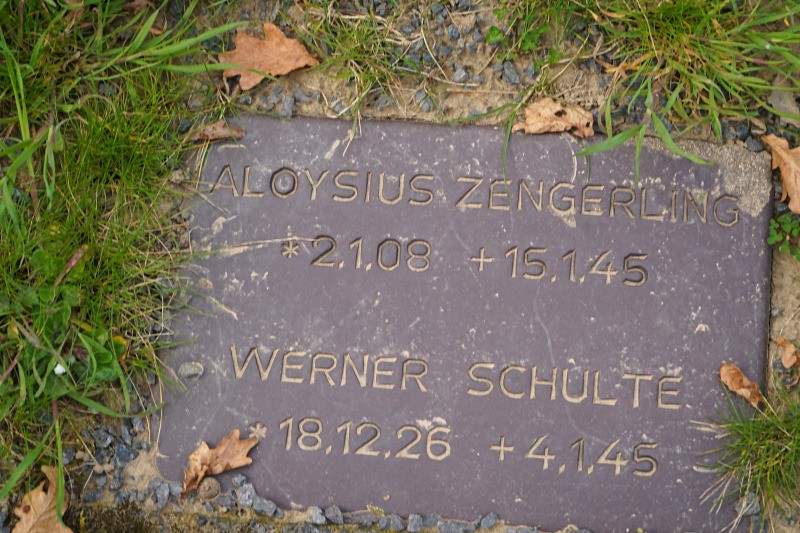 ALOYSIUS ZENGERLING
*2.1.08 +15.1.45
WERNER SCHULTE
*18.12.26 +4.1.45